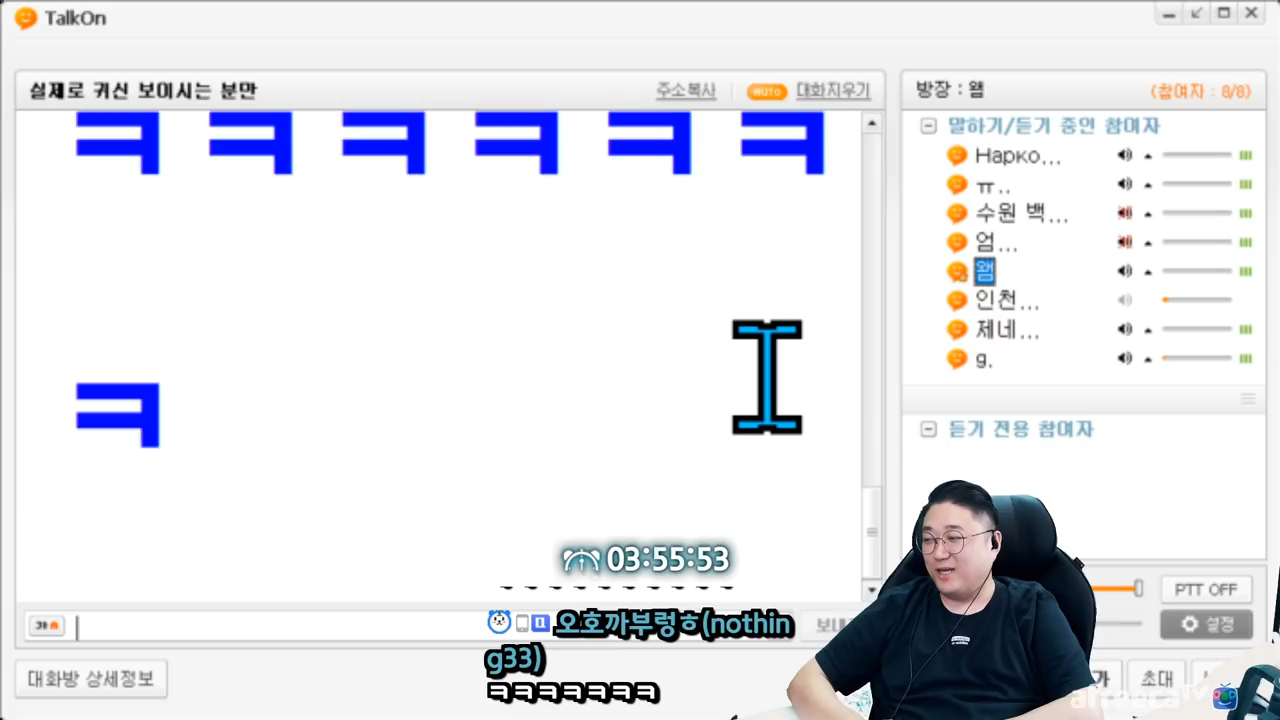 TalkOn
실제로 귀신 보이시는 분만
주소복사
AUTO
대화지우기
방장 : 왬
(참여자 : 8/8)
말하기/듣기 중인 참여자
Нарко...
ㅠ..
수원 백...
엄...
왬
인천...
제네...
g.
듣기 전용 참여자
ㅋ ㅋ ㅋ ㅋ ㅋ ㅋ
ㅋ
03:55:53
오호까부렁ㅎ(nothin
g33)
ㅋㅋㅋㅋㅋㅋㅋ
PTT OFF
설정
대화방 상세정보
초대